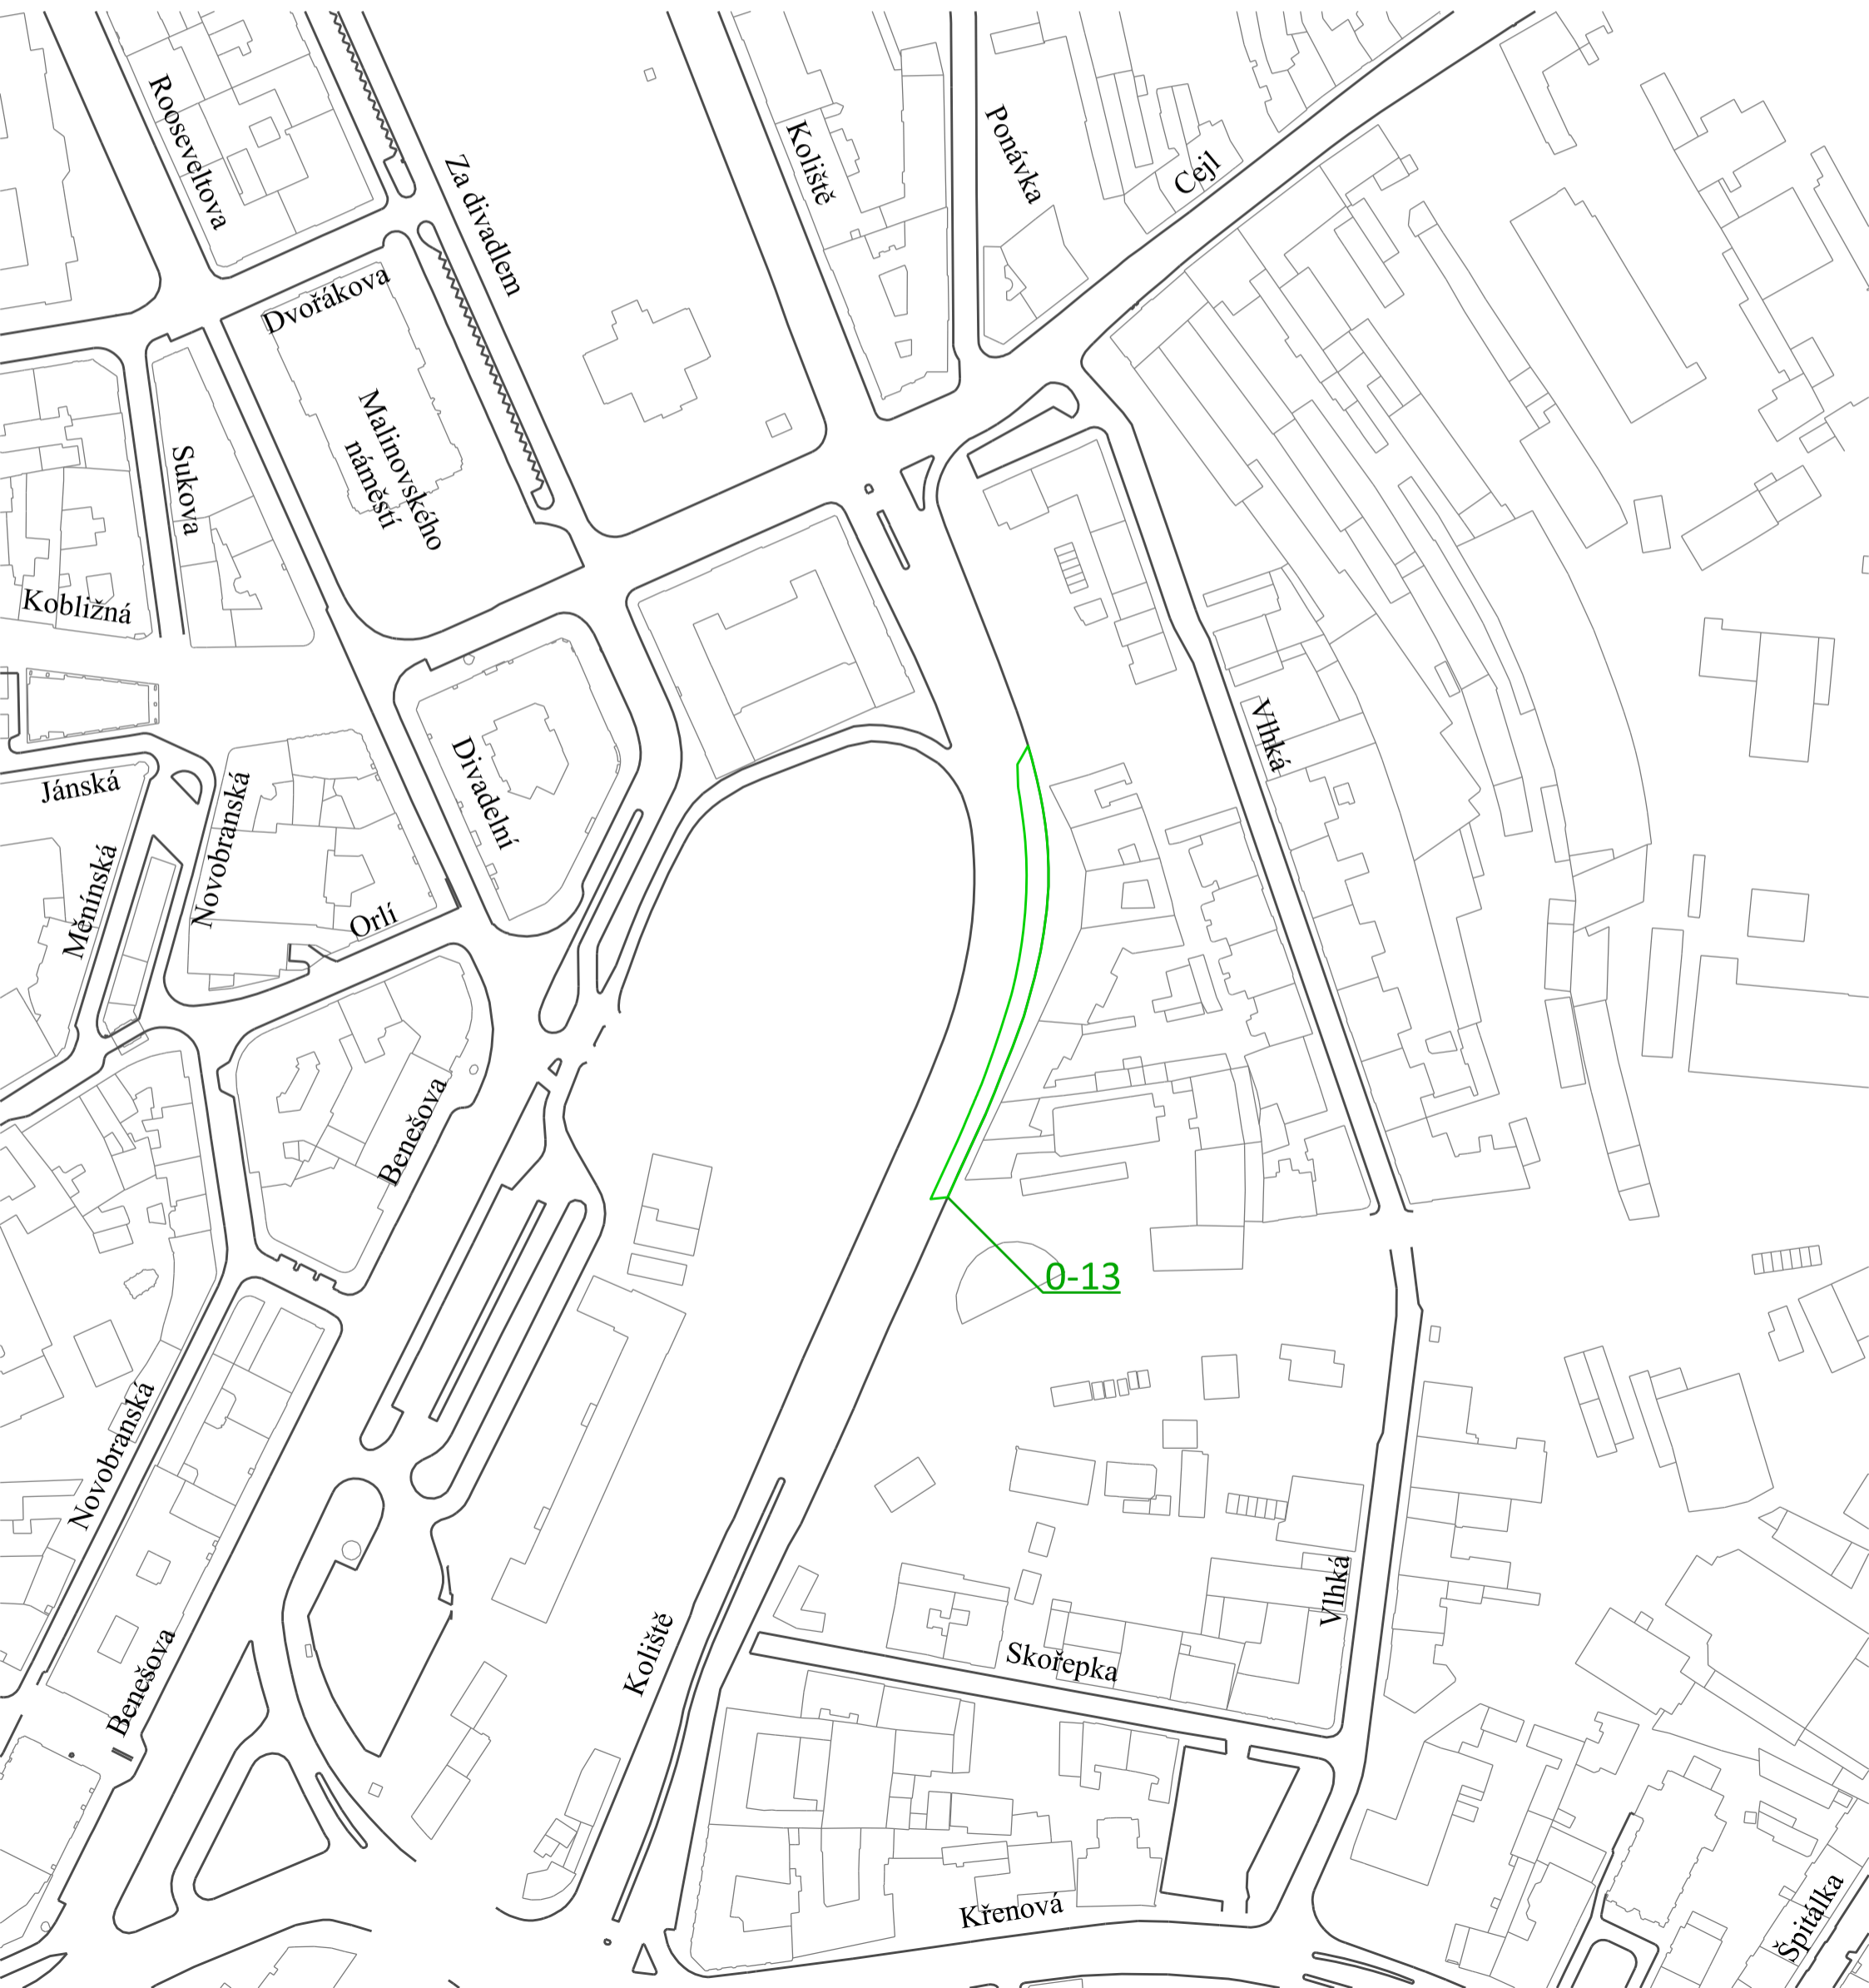 Rooseveltova
Za divadlem
Koliště
Ponávka
Cejl
Dvořákova
Malinovského
náměstí
Sukova
Kobližná
Vlhká
Jánská
Novobranská
Divadelní
Měnínská
Orlí
Benešova
0-13
Novobranská
Vlhká
Koliště
Skořepka
Benešova
Křenová
Špitálka